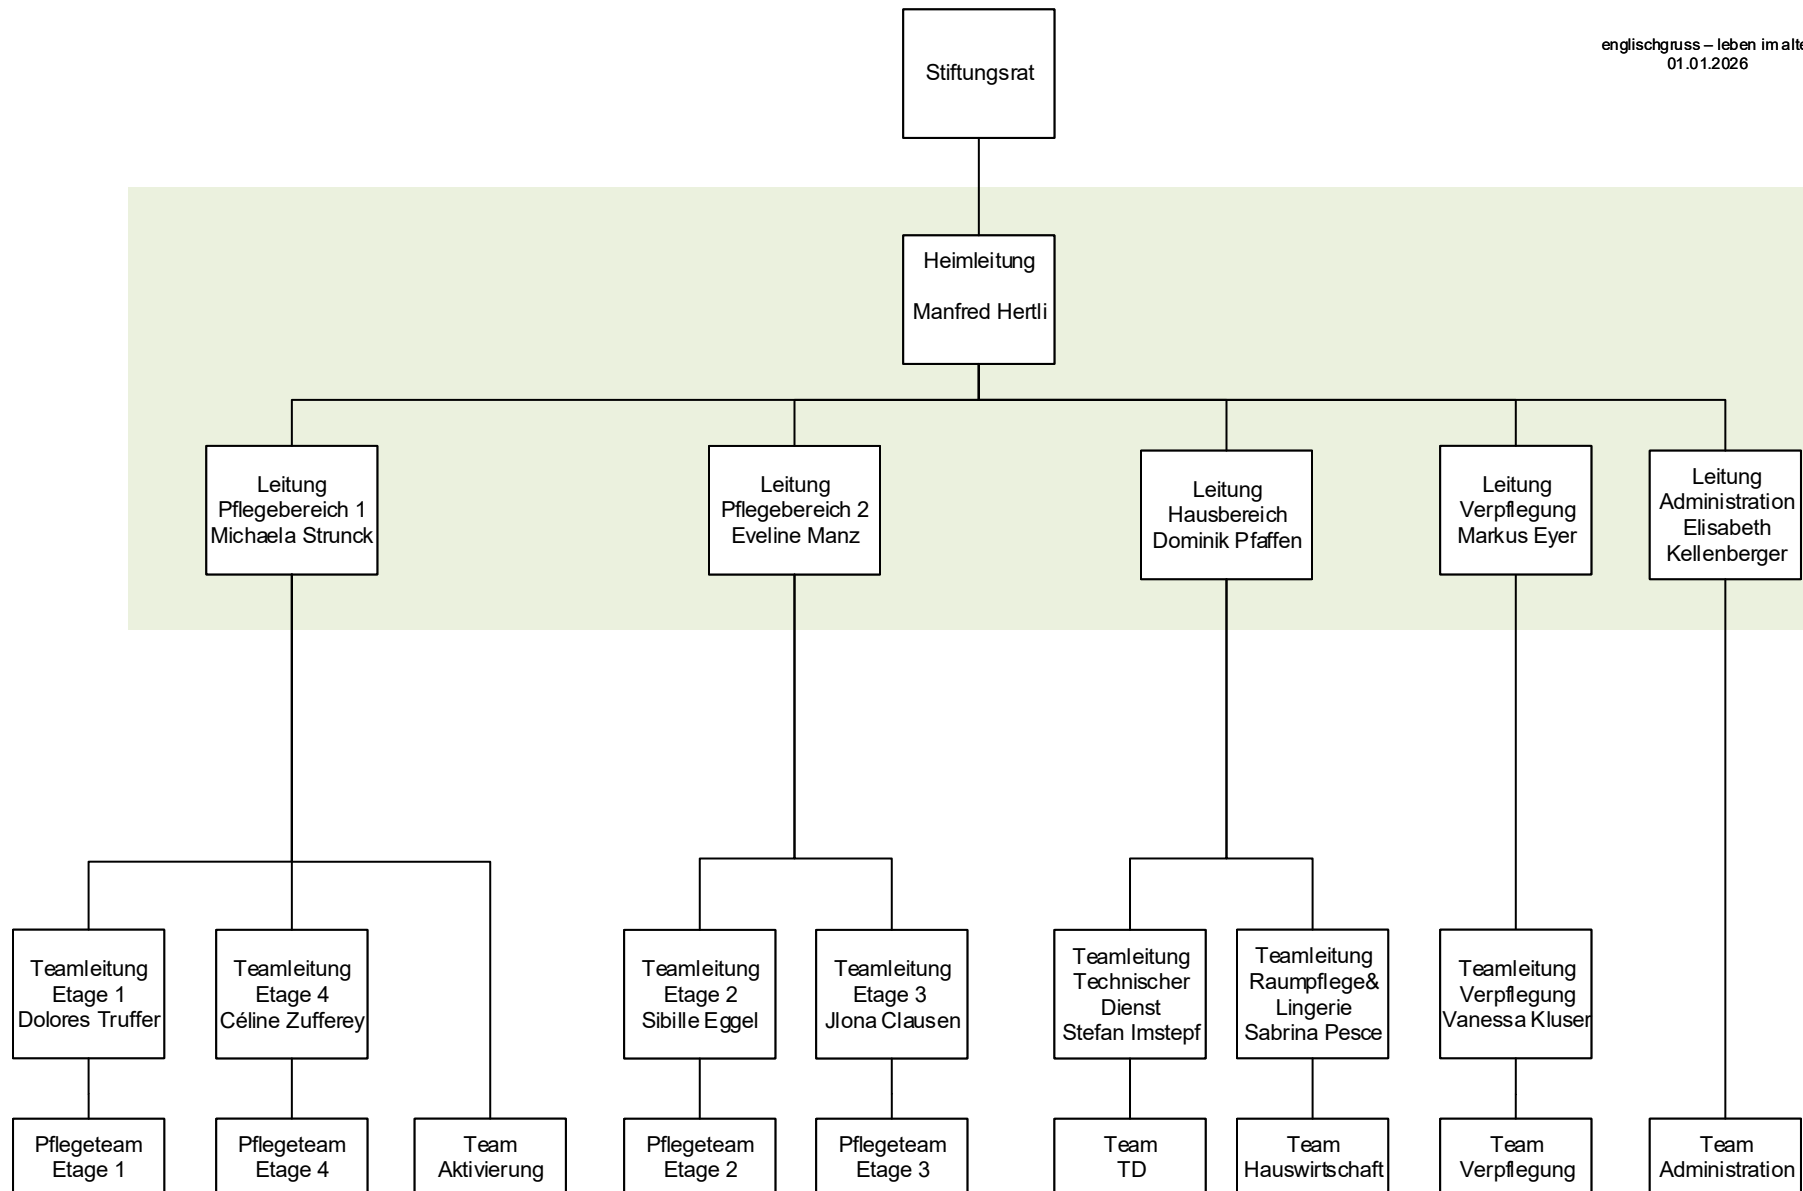 Stiftungsrat
englischgruss – leben im alte
01.01.2026
Heimleitung
Manfred Hertli
Leitung
Pflegebereich 1
Michaela Strunck
Leitung
Pflegebereich 2
Eveline Manz
Leitung
Hausbereich
Dominik Pfaffen
Leitung
Verpflegung
Markus Eyer
Leitung
Administration
Elisabeth
Kellenberger
Teamleitung
Etage 1
Dolores Truffer
Teamleitung
Etage 4
Céline Zufferey
Teamleitung
Etage 2
Sibille Eggel
Teamleitung
Etage 3
Jlona Clausen
Teamleitung
Technischer
Dienst
Stefan Imstepf
Teamleitung
Raumpflege&
Lingerie
Sabrina Pesce
Teamleitung
Verpflegung
Vanessa Kluser
Pflegeteam
Etage 1
Pflegeteam
Etage 4
Team
Aktivierung
Pflegeteam
Etage 2
Pflegeteam
Etage 3
Team
TD
Team
Hauswirtschaft
Team
Verpflegung
Team
Administration